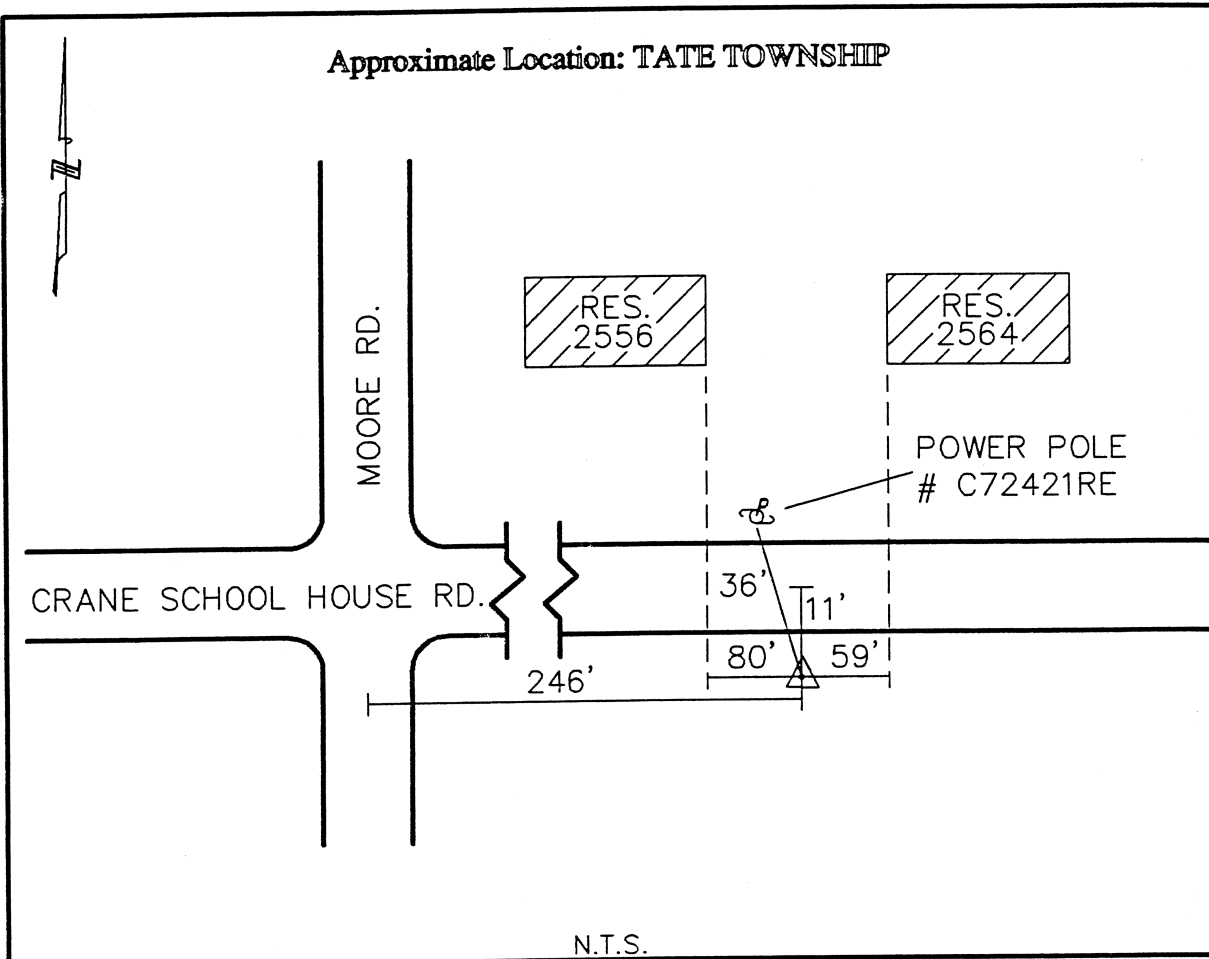 Approximate Location: TATE TOWNSHIP
N
MOORE RD.
RES.
2556
RES.
2564
POWER POLE
# C72421RE
CRANE SCHOOL HOUSE RD.
36'
11'
80'
59'
246'
P
N.T.S.